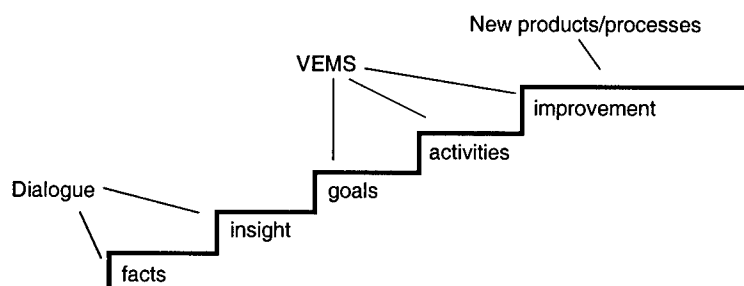 New products/processes
VEMS
improvement
activities
Dialogue
goals
insight
facts